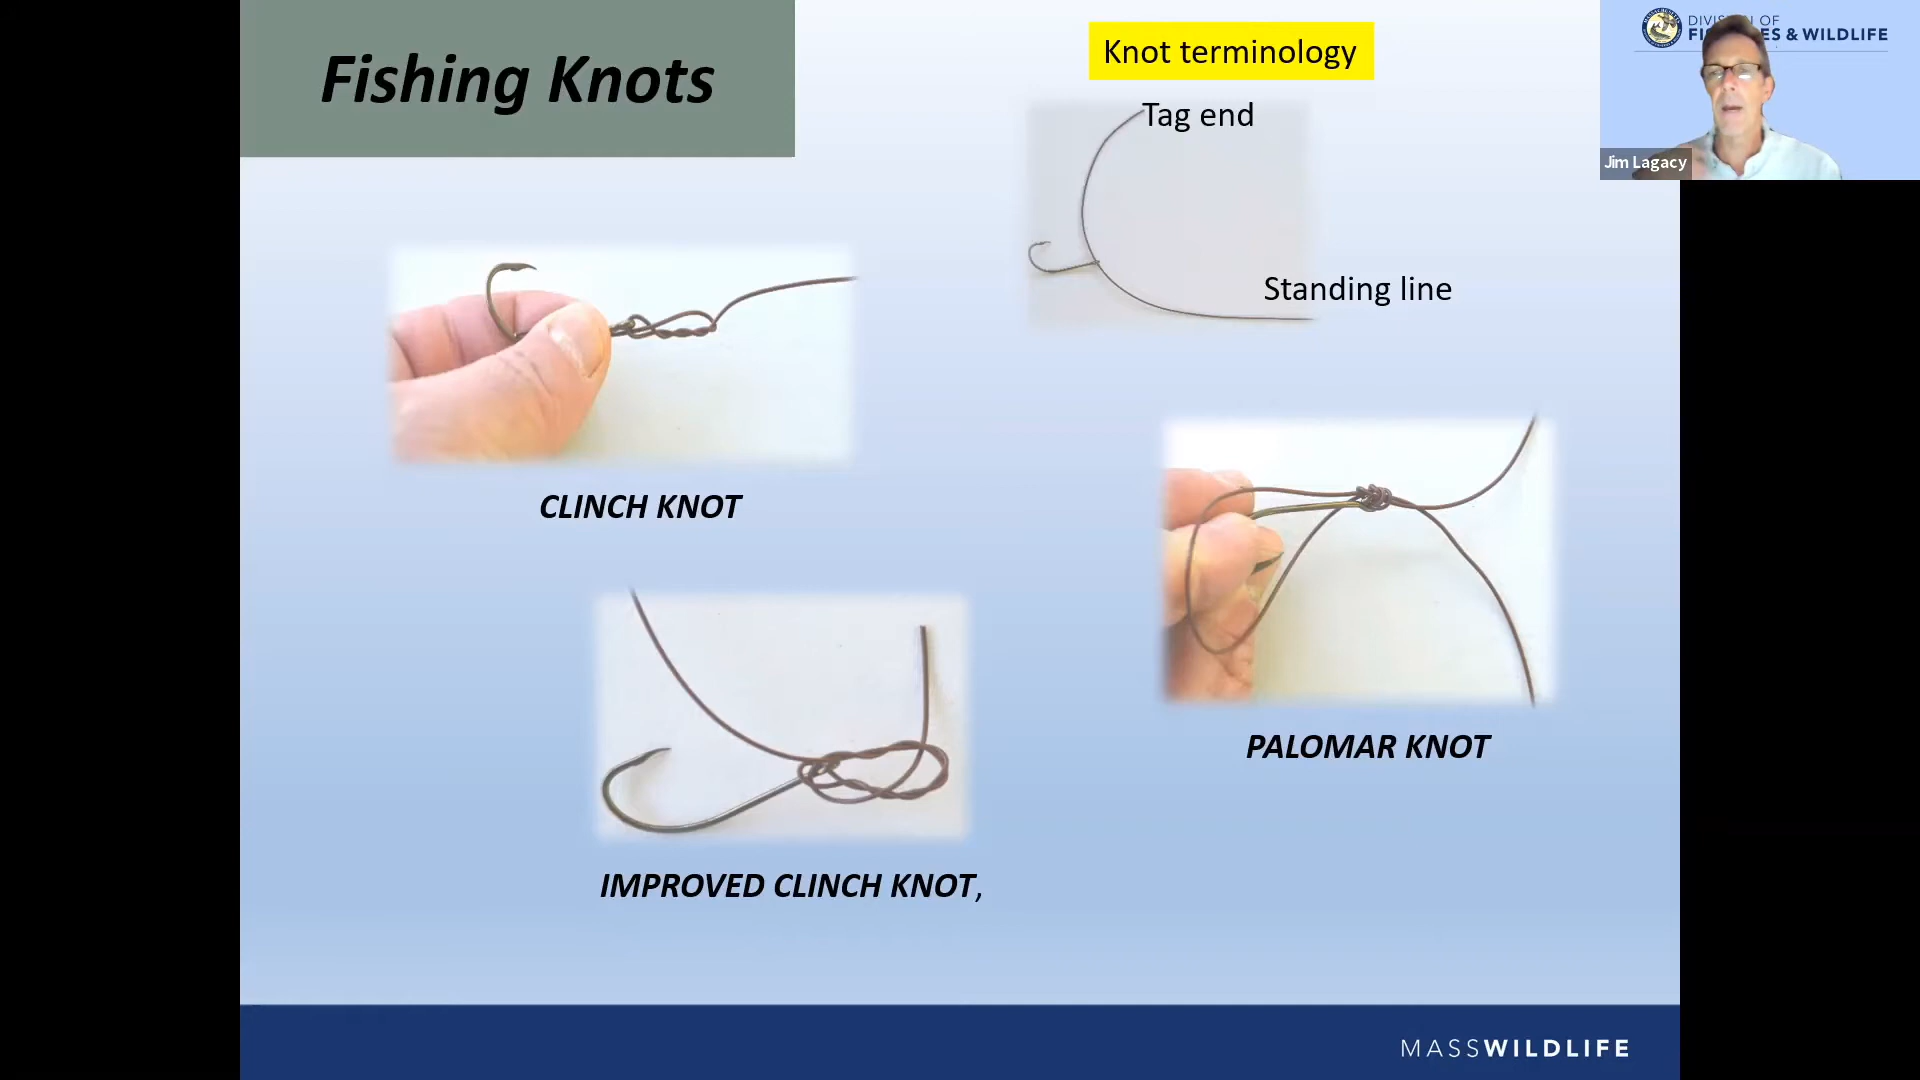 Fishing Knots
Knot terminology
Tag end
Standing line
CLINCH KNOT
PALOMAR KNOT
IMPROVED CLINCH KNOT,
MASSWILDLIFE
OF
& WILDLIFE
Jim Lagacy